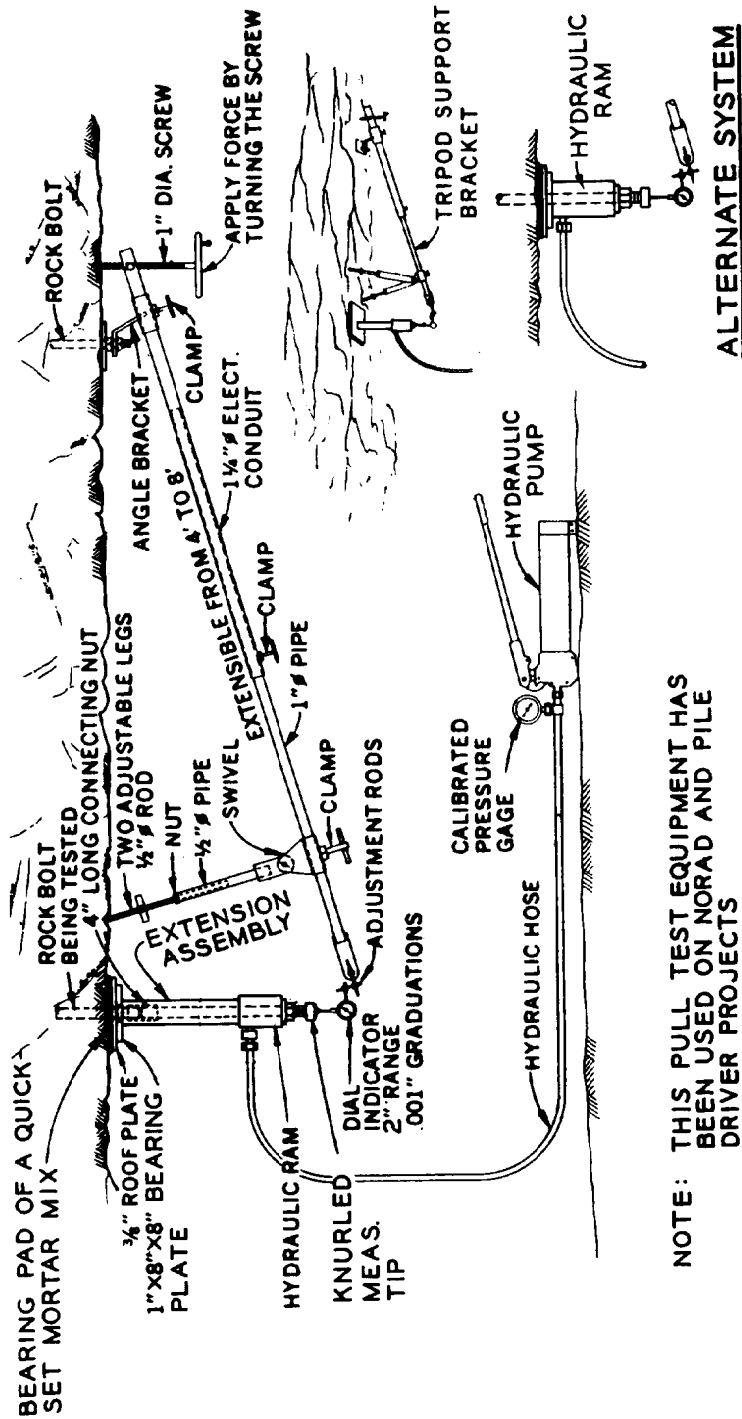 BEARING PAD OF A QUICK-
SET MORTAR MIX
3/8" ROOF PLATE
1"X8"X8" BEARING
PLATE
HYDRAULIC RAM
KNURLED
MEAS.
TIP
DIAL
INDICATOR
2" RANGE
.001" GRADUATIONS
ROCK BOLT
BEING TESTED
4" LONG CONNECTING NUT
TWO ADJUSTABLE LEGS
½"ø ROD
NUT
½"ø PIPE
EXTENSION
ASSEMBLY
SWIVEL
CLAMP
ADJUSTMENT RODS
EXTENSIBLE FROM 4' TO 8'
1"ø PIPE
CLAMP
1¼"ø ELECT.
CONDUIT
ANGLE BRACKET
CLAMP
ROCK BOLT
1" DIA. SCREW
APPLY FORCE BY
TURNING THE SCREW
TRIPOD SUPPORT
BRACKET
HYDRAULIC
RAM
ALTERNATE SYSTEM
CALIBRATED
PRESSURE
GAGE
HYDRAULIC
PUMP
HYDRAULIC HOSE
NOTE: THIS PULL TEST EQUIPMENT HAS
BEEN USED ON NORAD AND PILE
DRIVER PROJECTS